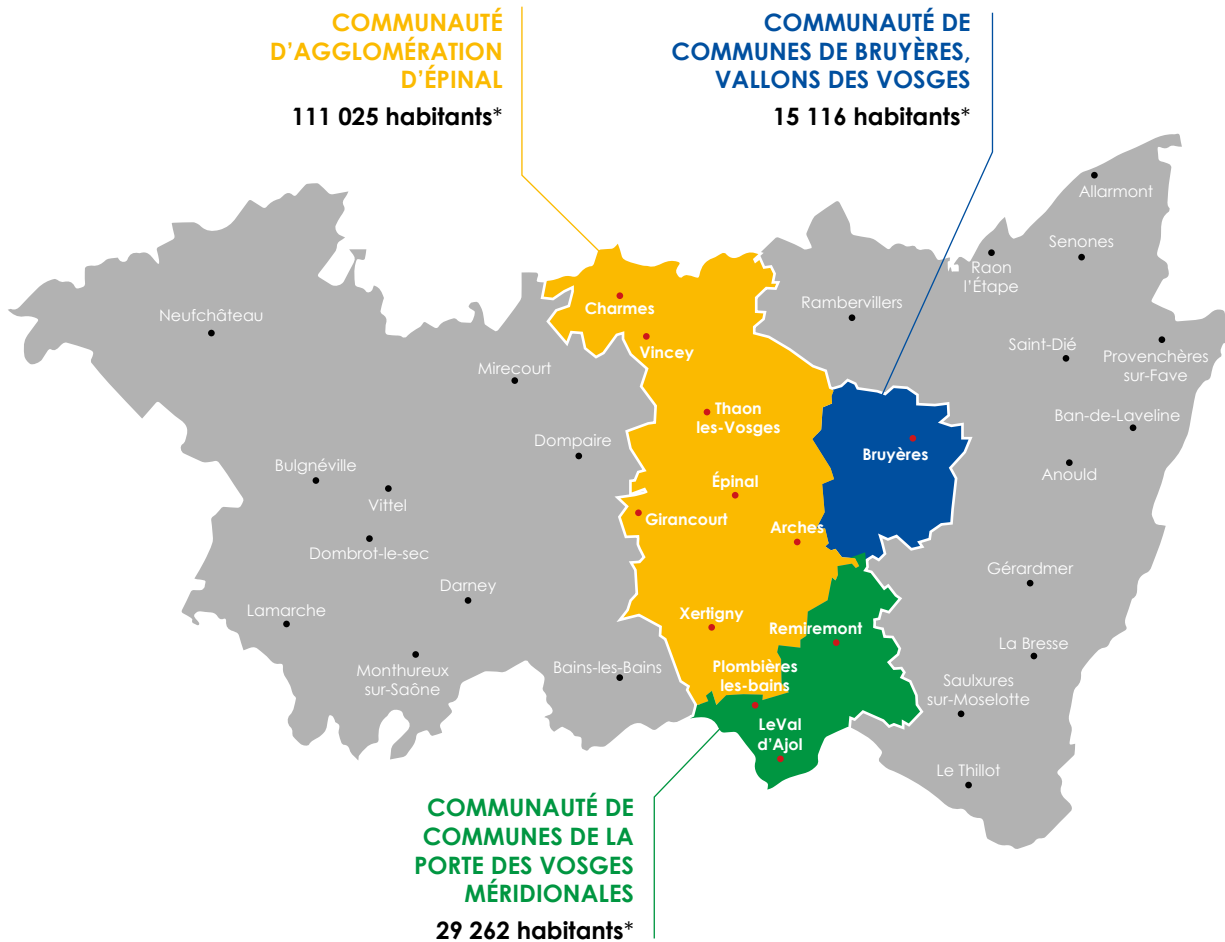 COMMUNAUTÉ
D'AGGLOMÉRATION
D'ÉPINAL
111 025 habitants*
COMMUNAUTÉ DE
COMMUNES DE BRUYÈRES,
VALLONS DES VOSGES
15 116 habitants*
Allarmont
Senones
Raon
l'Étape
Neufchâteau
Charmes
Rambervillers
Vincey
Saint-Dié
Provenchères
sur-Fave
Mirecourt
Thaon
les-Vosges
Ban-de-Laveline
Dompaire
Bruyères
Bulgnéville
Anould
Vittel
Épinal
Girancourt
Arches
Dombrot-le-sec
Gérardmer
Darney
Lamarche
Xertigny
Remiremont
La Bresse
Monthureux
sur-Saône
Bains-les-Bains
Plombières
les-bains
Saulxures
sur-Moselotte
LeVal
d'Ajol
Le Thillot
COMMUNAUTÉ DE
COMMUNES DE LA
PORTE DES VOSGES
MÉRIDIONALES
29 262 habitants*